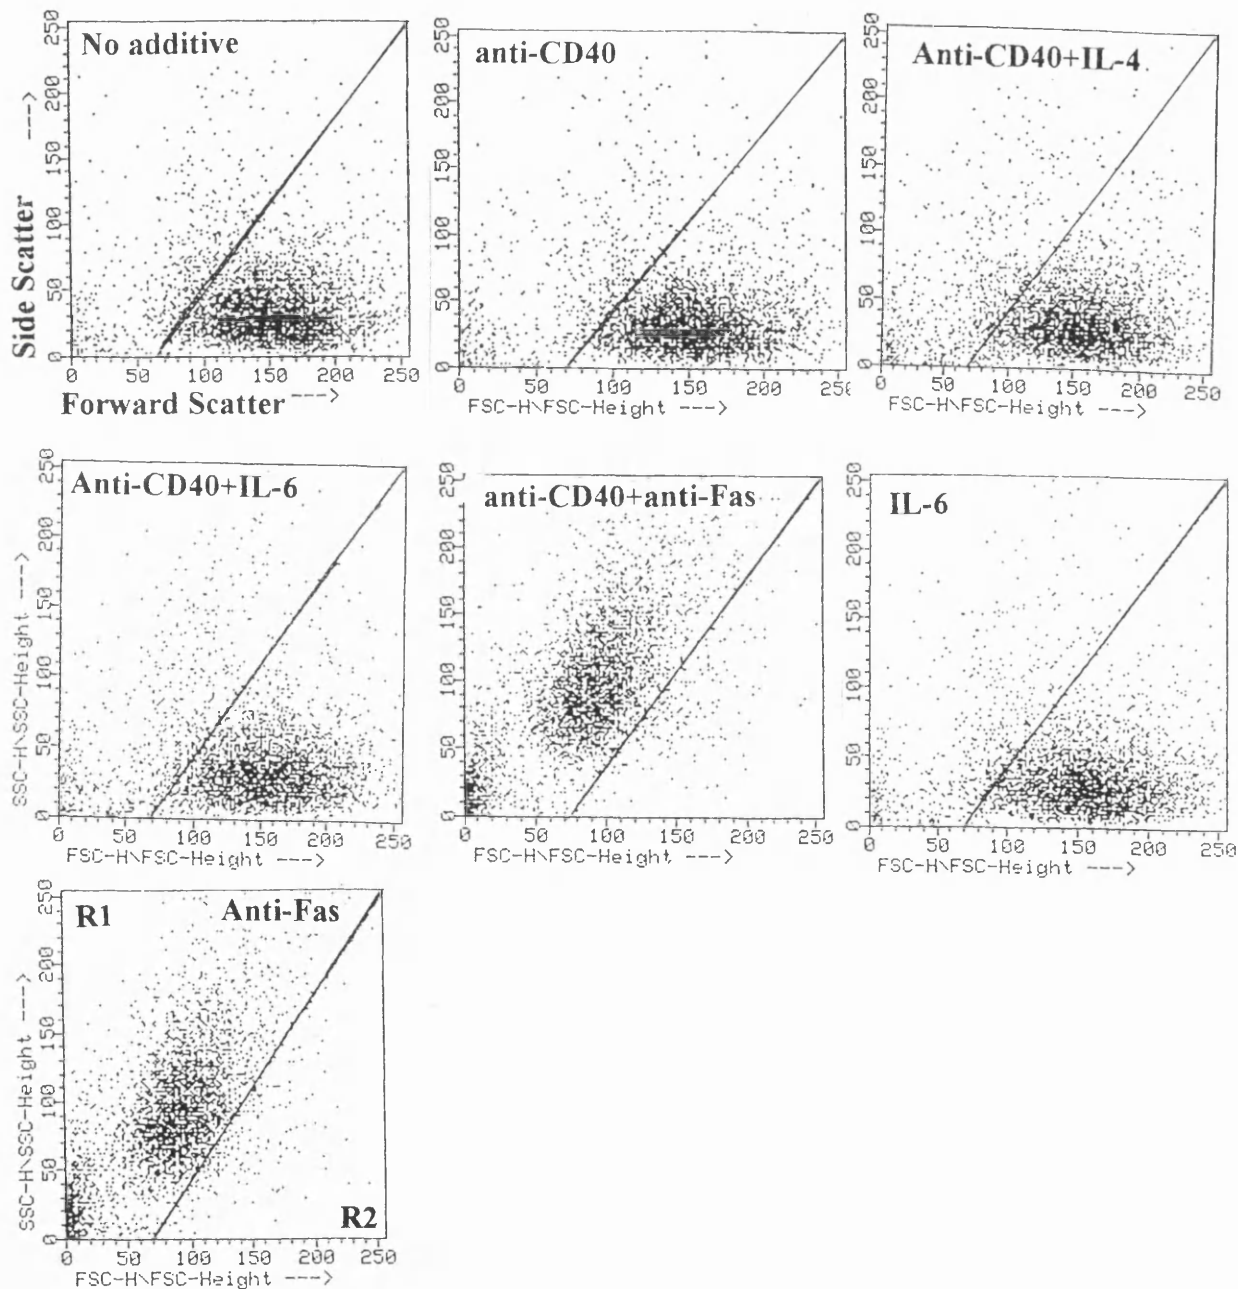 No additive
Side Scatter --->
250
200
150
100
50
0
0 50 100 150 200 250
Forward Scatter --->
anti-CD40
250
200
150
100
50
0
0 50 100 150 200 250
FSC-H\FSC-Height --->
Anti-CD40+IL-4
250
200
150
100
50
0
0 50 100 150 200 250
FSC-H\FSC-Height --->
Anti-CD40+IL-6
SSC-H\SSC-Height --->
250
200
150
100
50
0
0 50 100 150 200 250
FSC-H\FSC-Height --->
anti-CD40+anti-Fas
250
200
150
100
50
0
0 50 100 150 200 250
FSC-H\FSC-Height --->
IL-6
250
200
150
100
50
0
0 50 100 150 200 250
FSC-H\FSC-Height --->
R1 Anti-Fas
SSC-H\SSC-Height --->
250
200
150
100
50
0
R2
0 50 100 150 200 250
FSC-H\FSC-Height --->